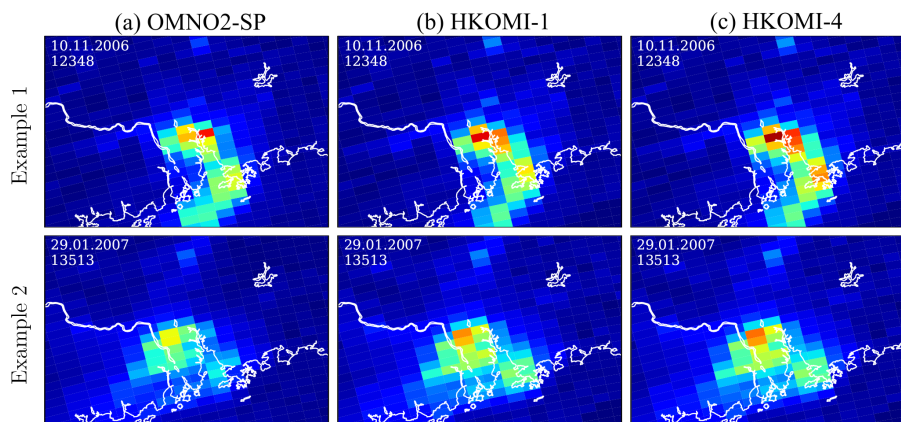 (a) OMNO2-SP
(b) HKOMI-1
(c) HKOMI-4
Example 1
10.11.2006
12348
10.11.2006
12348
10.11.2006
12348
Example 2
29.01.2007
13513
29.01.2007
13513
29.01.2007
13513